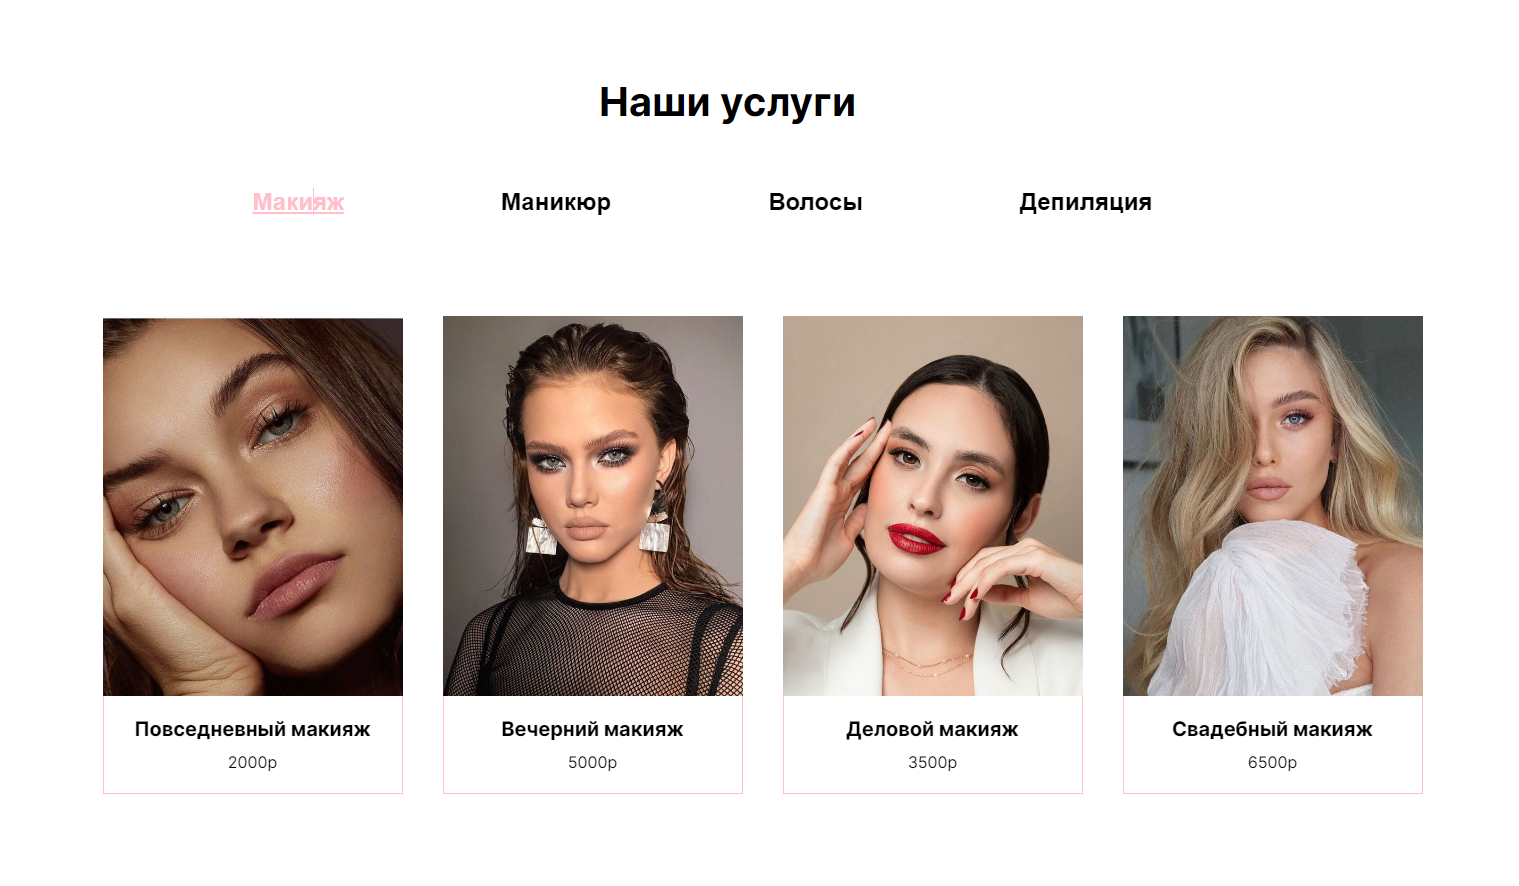 Наши услуги
Макияж Маникюр Волосы Депиляция
Повседневный макияж Вечерний макияж Деловой макияж Свадебный макияж
2000р 5000р 3500р 6500р